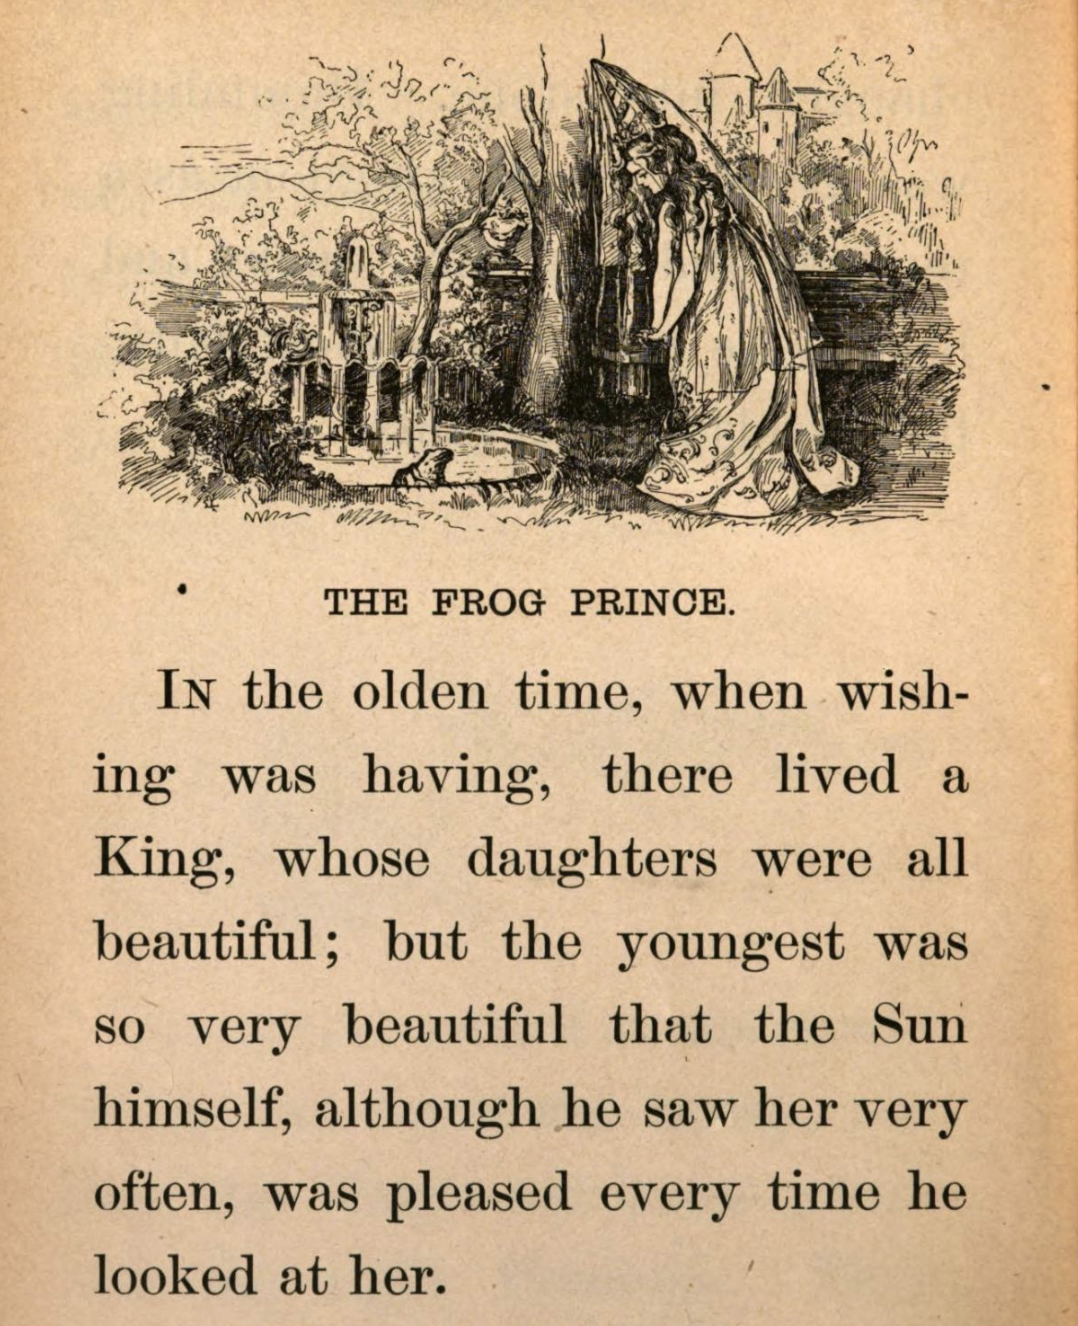 THE FROG PRINCE.
IN the olden time, when wish-
ing was having, there lived a
King, whose daughters were all
beautiful; but the youngest was
so very beautiful that the Sun
himself, although he saw her very
often, was pleased every time he
looked at her.